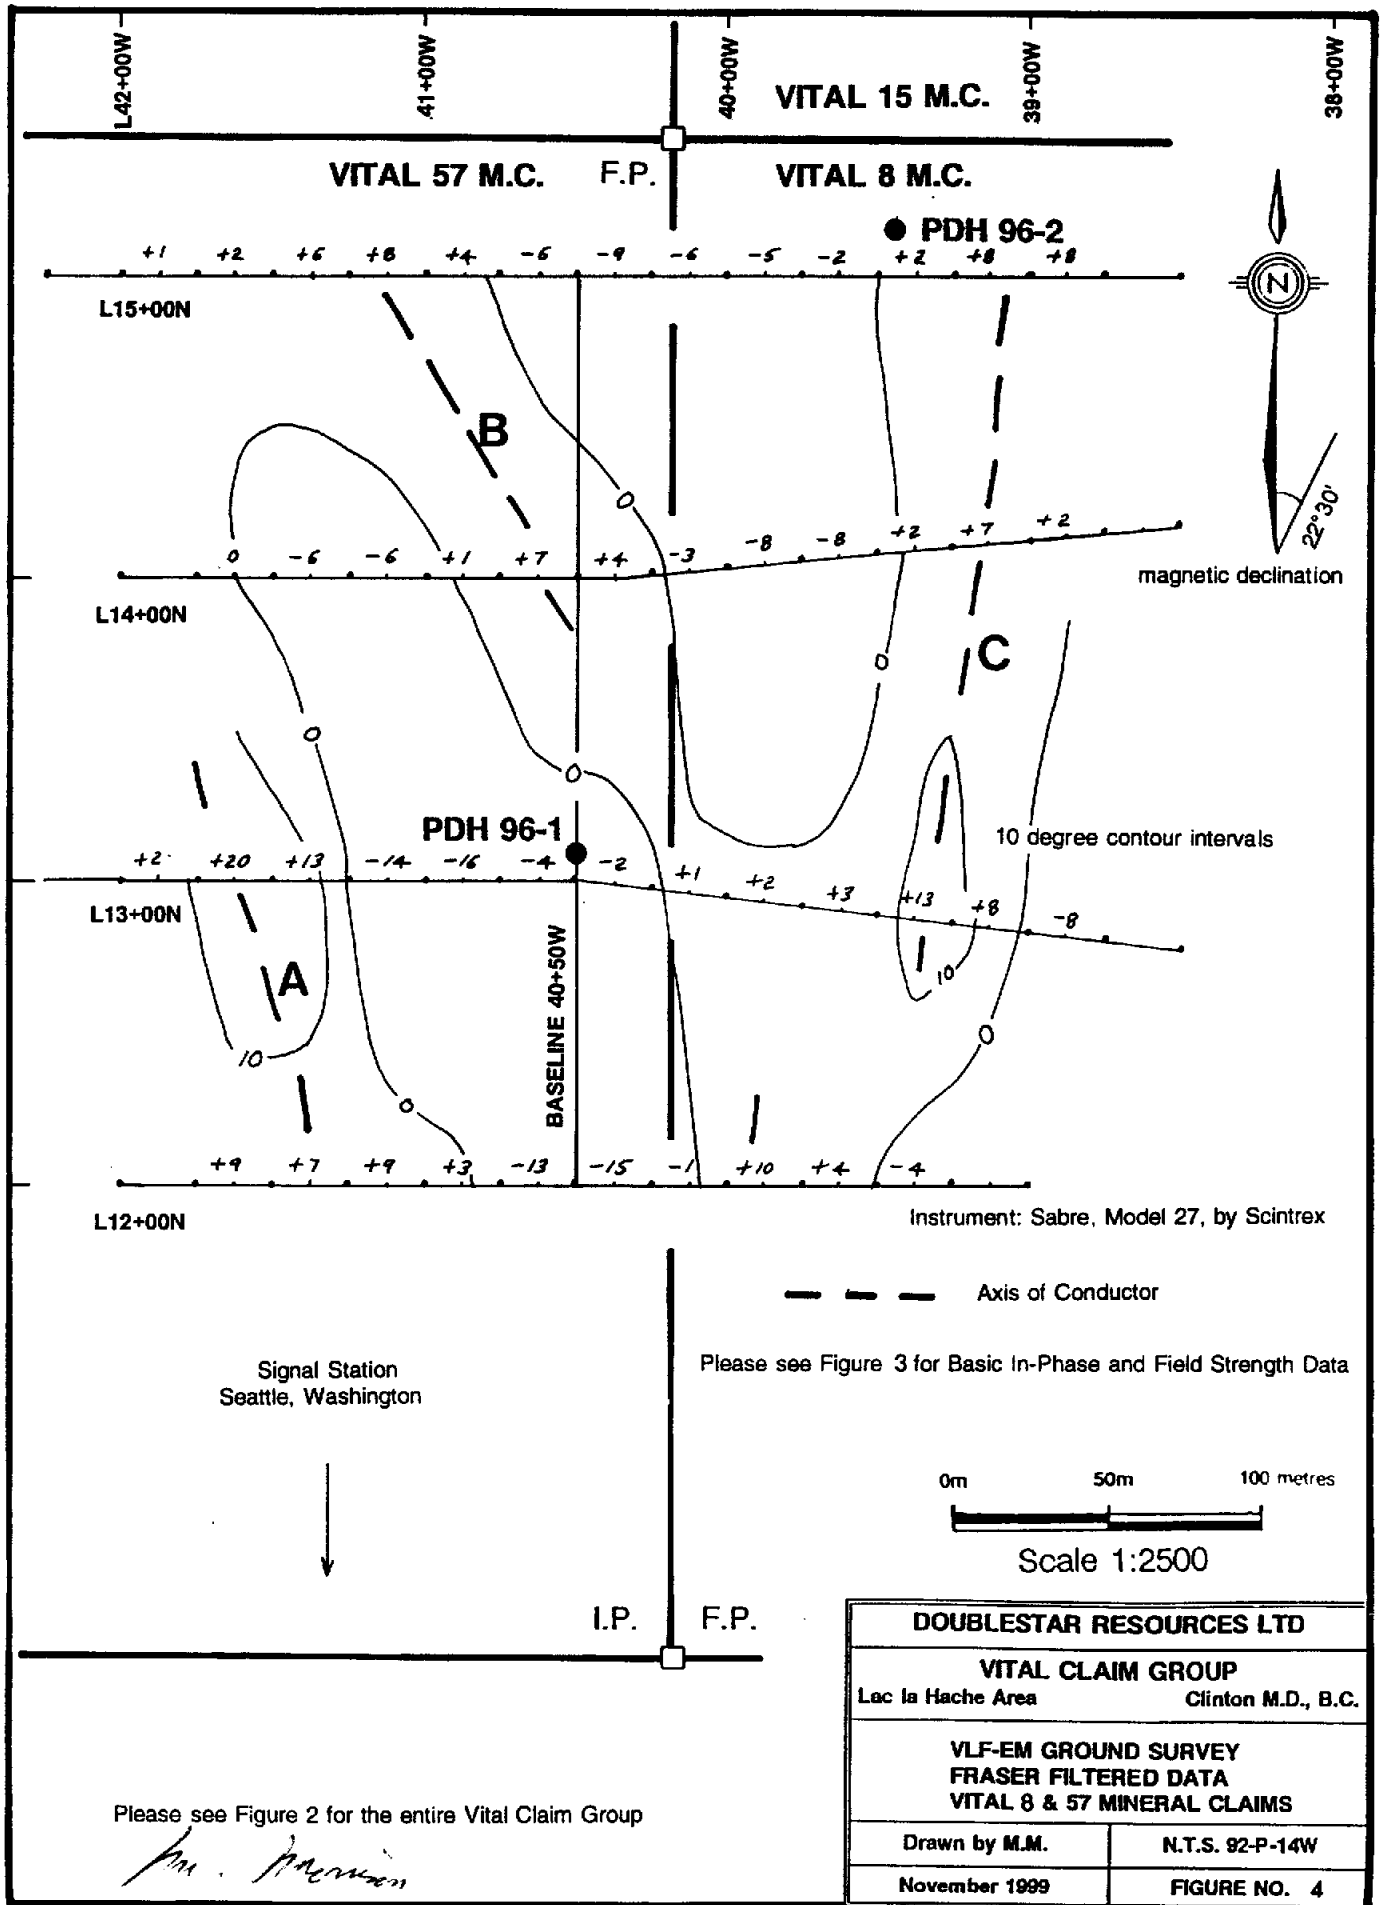 L42+00W
41+00W
40+00W
39+00W
38+00W
VITAL 15 M.C.
VITAL 57 M.C. F.P. VITAL 8 M.C.
PDH 96-2
+1 +2 +6 +8 +4 -6 -9 -6 -5 -2 +2 +8 +8
L15+00N
N
B
0
22°30'
0 -6 -6 +1 +7 +4 -3 -8 -8 +2 +7 +2
magnetic declination
L14+00N
C
0
0
0
PDH 96-1
10 degree contour intervals
+2 +20 +13 -14 -16 -4 -2 +1 +2 +3 +13 +8 -8
L13+00N
BASELINE 40+50W
A
10
10
0
0
+9 +7 +9 +3 -13 -15 -1 +10 +4 -4
L12+00N
Instrument: Sabre, Model 27, by Scintrex
Axis of Conductor
Please see Figure 3 for Basic In-Phase and Field Strength Data
Signal Station
Seattle, Washington
0m 50m 100 metres
Scale 1:2500
I.P. F.P.
DOUBLESTAR RESOURCES LTD
VITAL CLAIM GROUP
Lac la Hache Area Clinton M.D., B.C.
VLF-EM GROUND SURVEY
FRASER FILTERED DATA
VITAL 8 & 57 MINERAL CLAIMS
Drawn by M.M. N.T.S. 92-P-14W
November 1999 FIGURE NO. 4
Please see Figure 2 for the entire Vital Claim Group